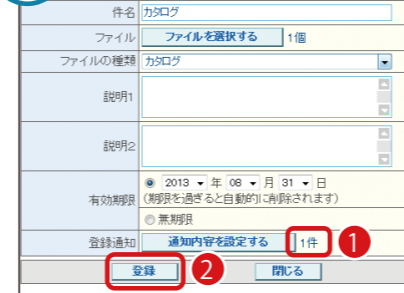 件名 カタログ
ファイル ファイルを選択する 1個
ファイルの種類 カタログ
説明1
説明2
有効期限 2013 年 08 月 31 日
(期限を過ぎると自動的に削除されます)
無期限
登録通知 通知内容を設定する 1件 1
登録 2 閉じる